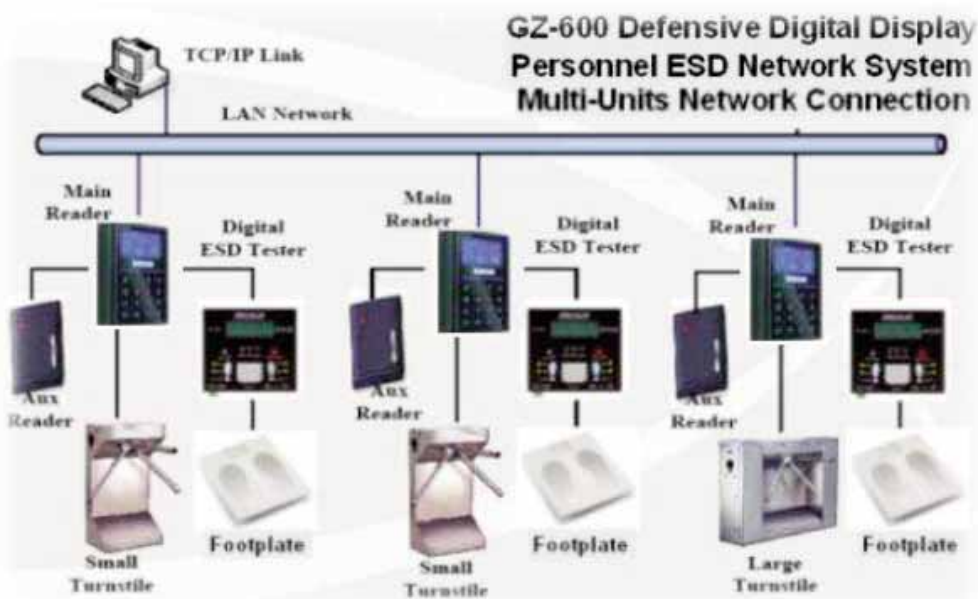 GZ-600 Defensive Digital Display
Personnel ESD Network System
Multi-Units Network Connection
TCP/IP Link
LAN Network
Main
Reader
Digital
ESD Tester
Aux
Reader
Small
Turnstile
Footplate
Main
Reader
Digital
ESD Tester
Aux
Reader
Small
Turnstile
Footplate
Main
Reader
Digital
ESD Tester
Aux
Reader
Large
Turnstile
Footplate